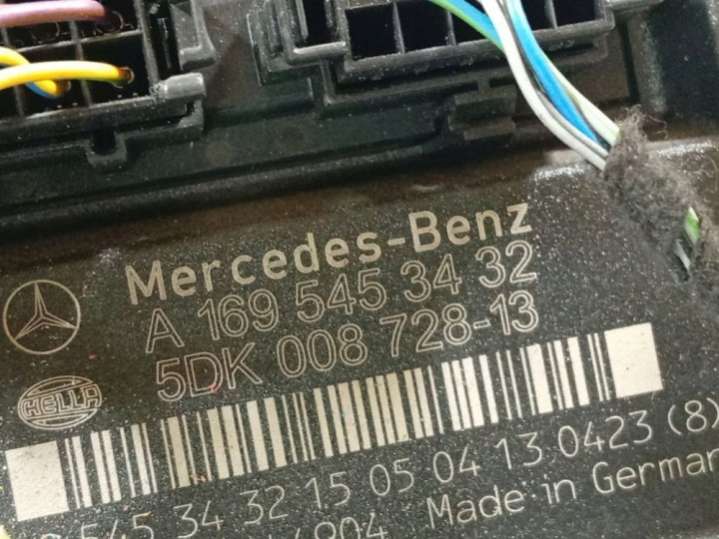 Mercedes-Benz
A 169 545 34 32
5DK 008 728-13
HELLA
545 34 32 15 05 04 13 0423 (8)
4904 Made in German